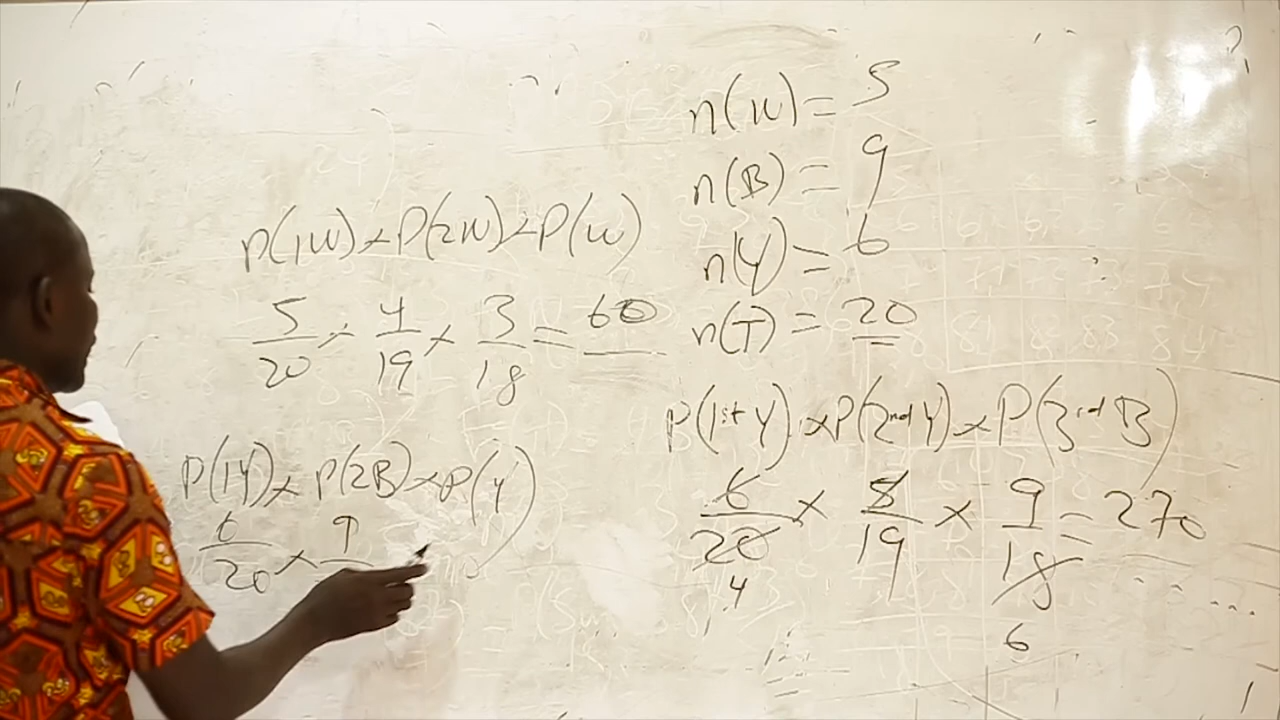 n(W) = 5
n(B) = 9
n(Y) = 6
n(T) = 20
P(1W) × P(2W) × P(W)
5/20 × 4/19 × 3/18 = 60
P(1st Y) × P(2nd Y) × P(3rd B)
6/20 × 5/19 × 9/18 = 270
4
6
P(1Y) × P(2B) × P(Y)
6/20 × 9